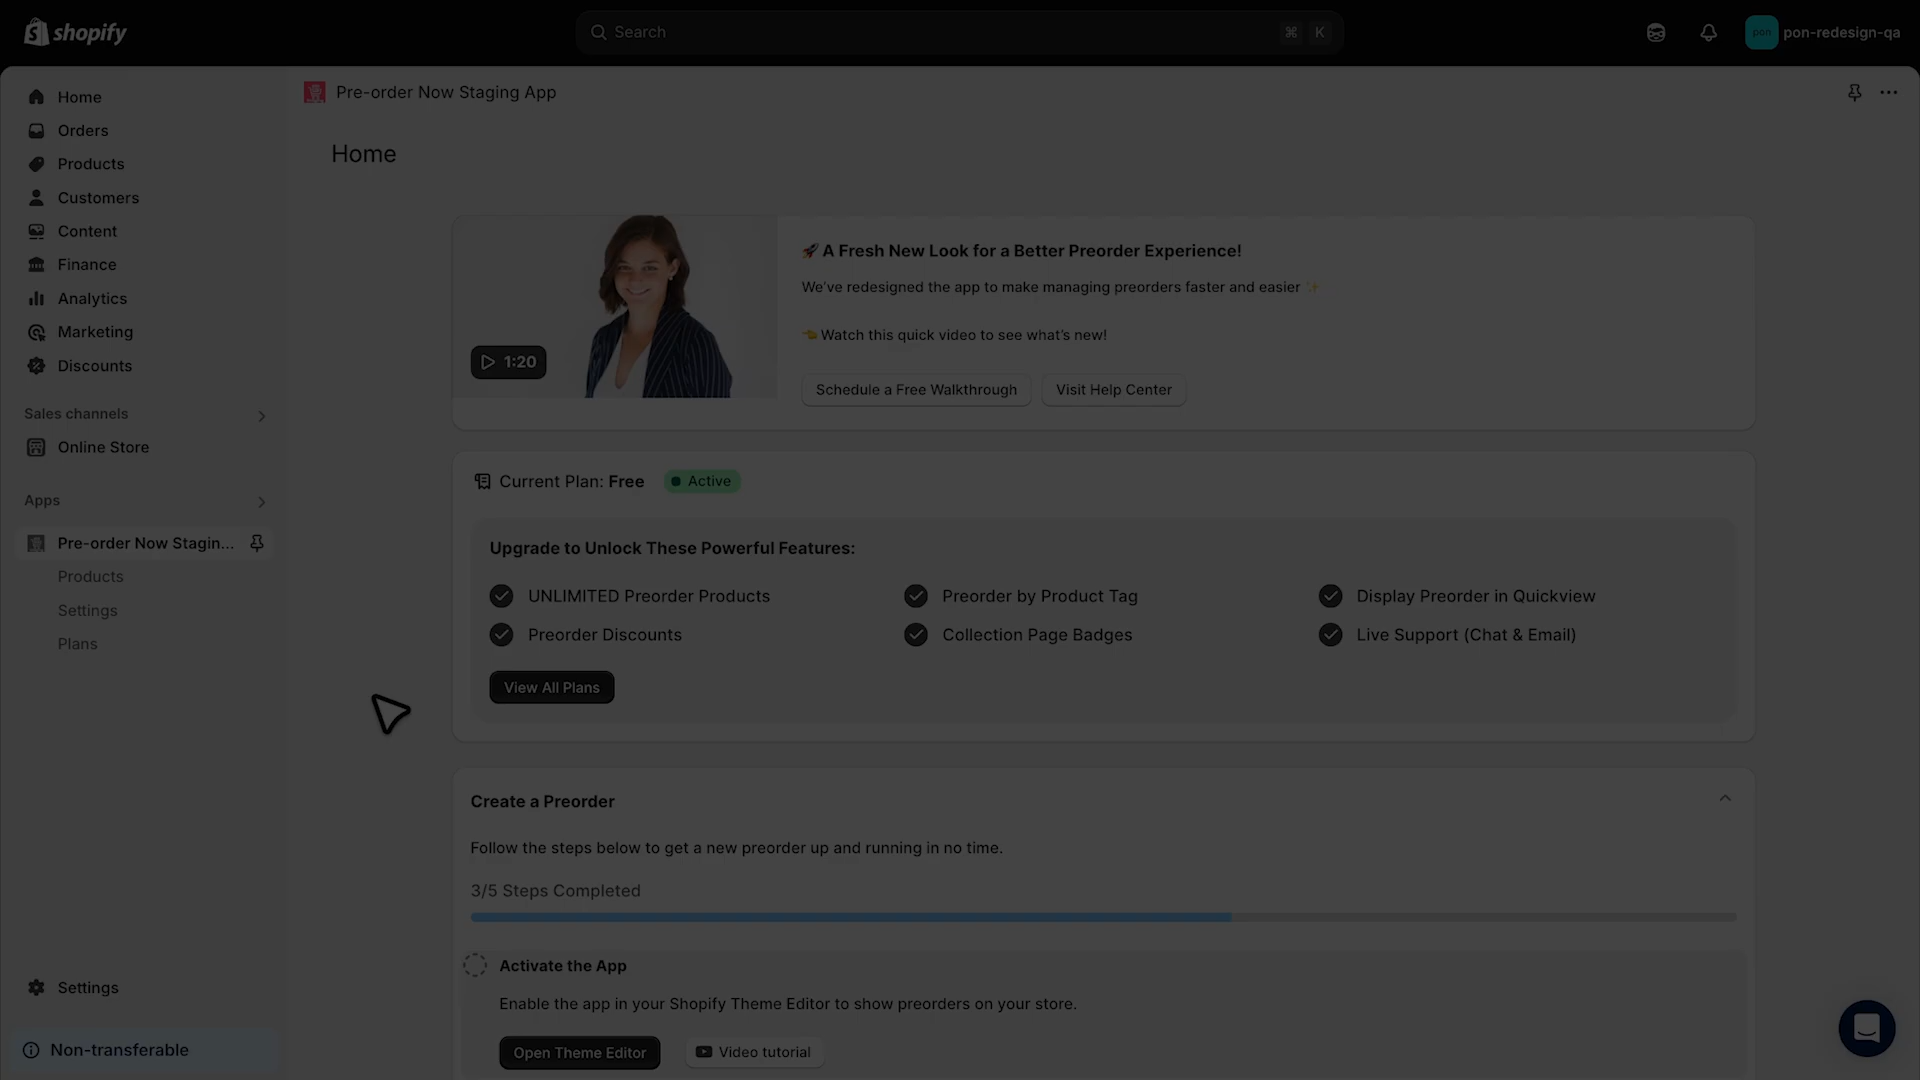 shopify
Search
⌘ K
pon
pon-redesign-qa
Home
Orders
Products
Customers
Content
Finance
Analytics
Marketing
Discounts
Sales channels
Online Store
Apps
Pre-order Now Stagin...
Products
Settings
Plans
Settings
Non-transferable
Pre-order Now Staging App
Home
1:20
🚀 A Fresh New Look for a Better Preorder Experience!
We’ve redesigned the app to make managing preorders faster and easier ✨
👈 Watch this quick video to see what’s new!
Schedule a Free Walkthrough
Visit Help Center
Current Plan: Free
Active
Upgrade to Unlock These Powerful Features:
UNLIMITED Preorder Products
Preorder by Product Tag
Display Preorder in Quickview
Preorder Discounts
Collection Page Badges
Live Support (Chat & Email)
View All Plans
Create a Preorder
Follow the steps below to get a new preorder up and running in no time.
3/5 Steps Completed
Activate the App
Enable the app in your Shopify Theme Editor to show preorders on your store.
Open Theme Editor
Video tutorial